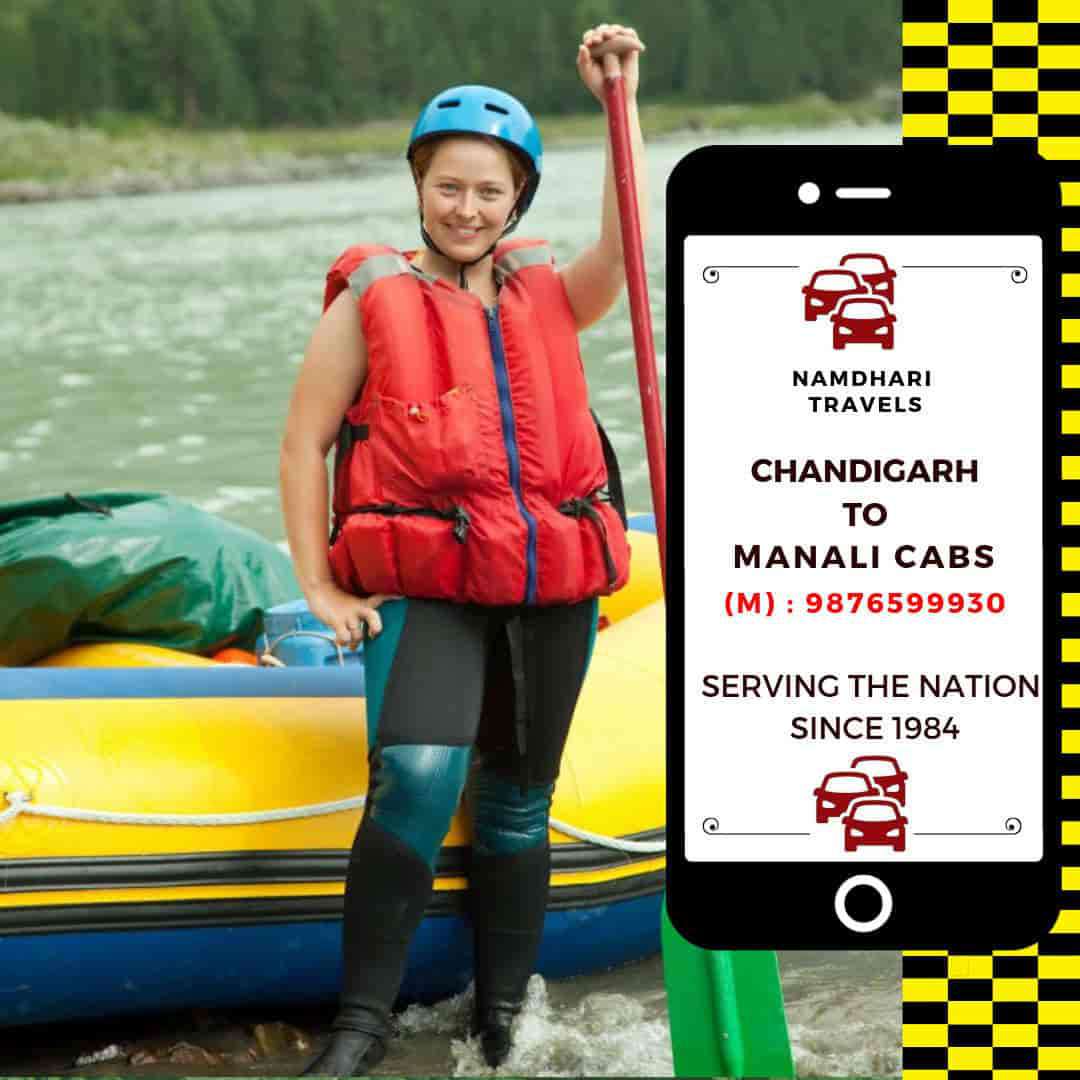 NAMDHARI
TRAVELS
CHANDIGARH
TO
MANALI CABS
(M) : 9876599930
SERVING THE NATION
SINCE 1984